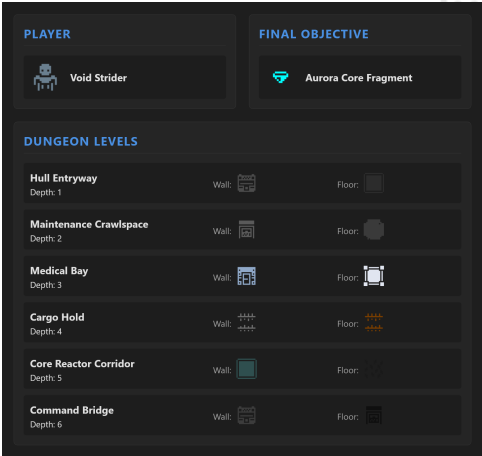 PLAYER
Void Strider
FINAL OBJECTIVE
Aurora Core Fragment
DUNGEON LEVELS
Hull Entryway
Depth: 1
Wall:
Floor:
Maintenance Crawlspace
Depth: 2
Wall:
Floor:
Medical Bay
Depth: 3
Wall:
Floor:
Cargo Hold
Depth: 4
Wall:
Floor:
Core Reactor Corridor
Depth: 5
Wall:
Floor:
Command Bridge
Depth: 6
Wall:
Floor: